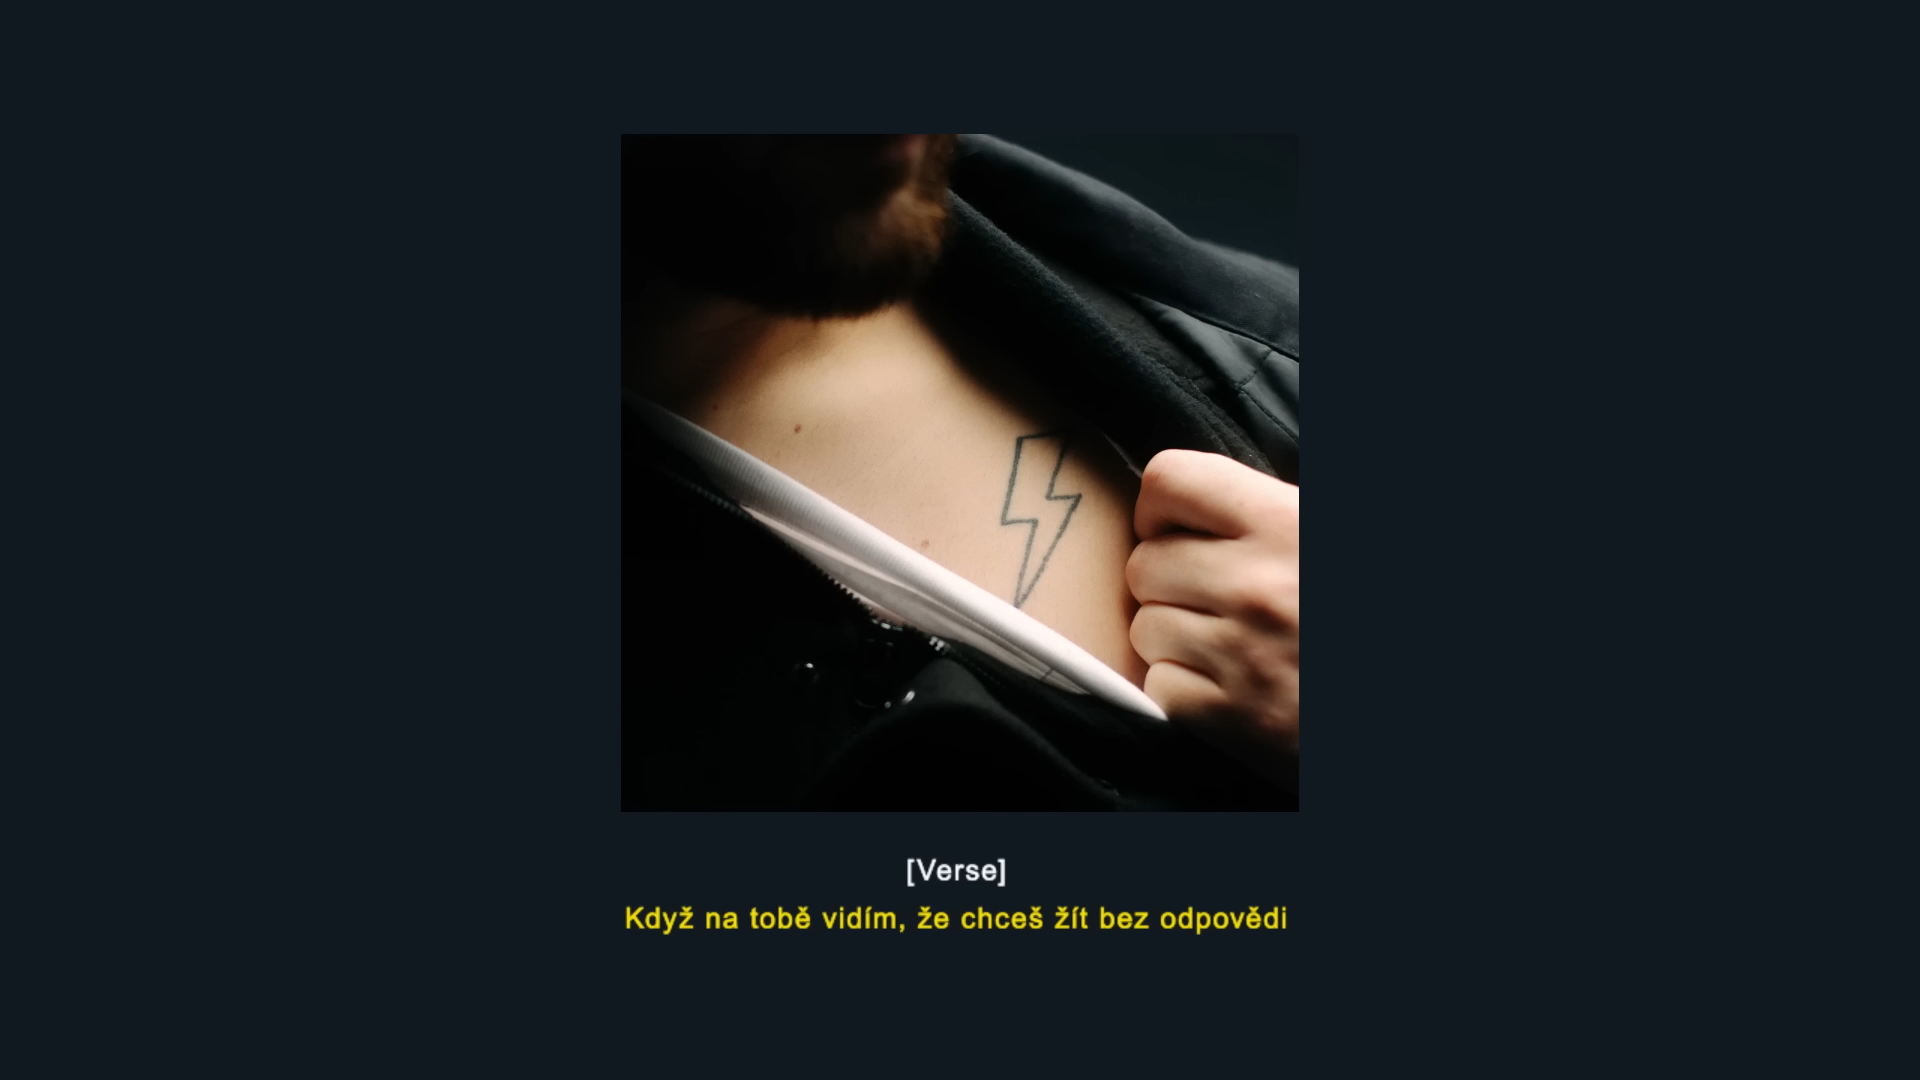 [Verse]
Když na tobě vidím, že chceš žít bez odpovědi